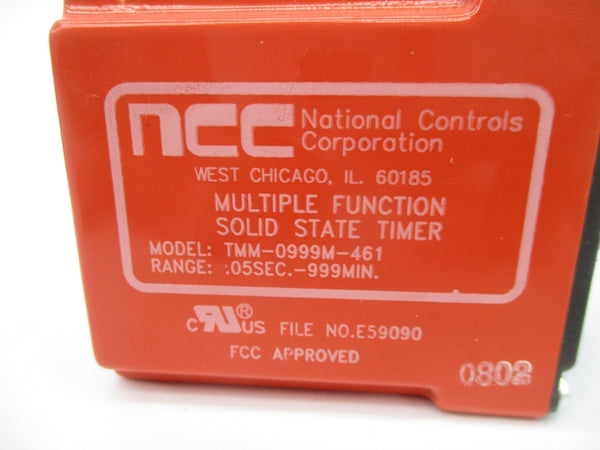 ncc National Controls
Corporation
WEST CHICAGO, IL. 60185
MULTIPLE FUNCTION
SOLID STATE TIMER
MODEL: TMM-0999M-461
RANGE: .05SEC.-999MIN.
c RU US ® FILE NO.E59090
FCC APPROVED
0802